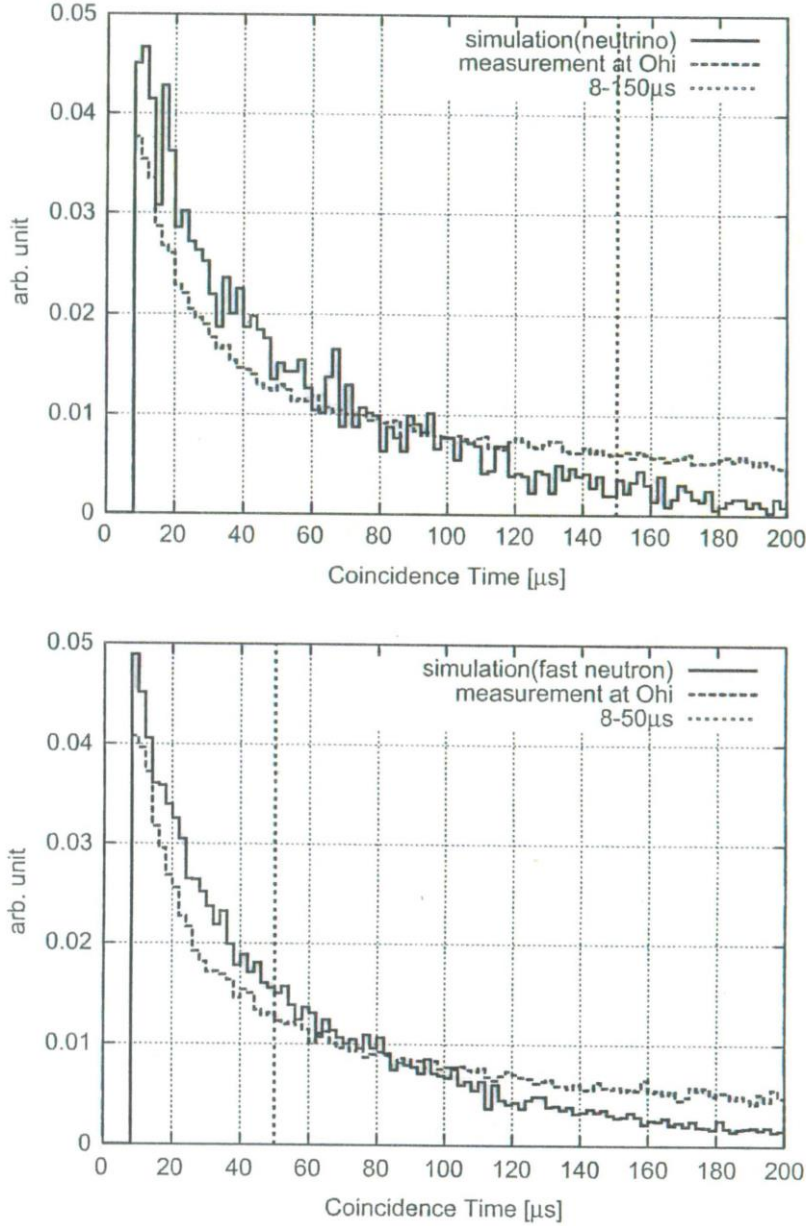 0.05
simulation(neutrino)
measurement at Ohi
8-150μs
0.04
0.03
arb. unit
0.02
0.01
0
0 20 40 60 80 100 120 140 160 180 200
Coincidence Time [μs]
0.05
simulation(fast neutron)
measurement at Ohi
8-50μs
0.04
0.03
arb. unit
0.02
0.01
0
0 20 40 60 80 100 120 140 160 180 200
Coincidence Time [μs]